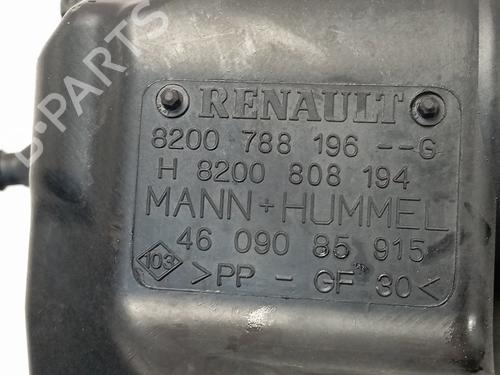 B-PARTS
RENAULT
8200 788 196 --G
H 8200 808 194
MANN+HUMMEL
46 090 85 915
103 >PP - GF 30<